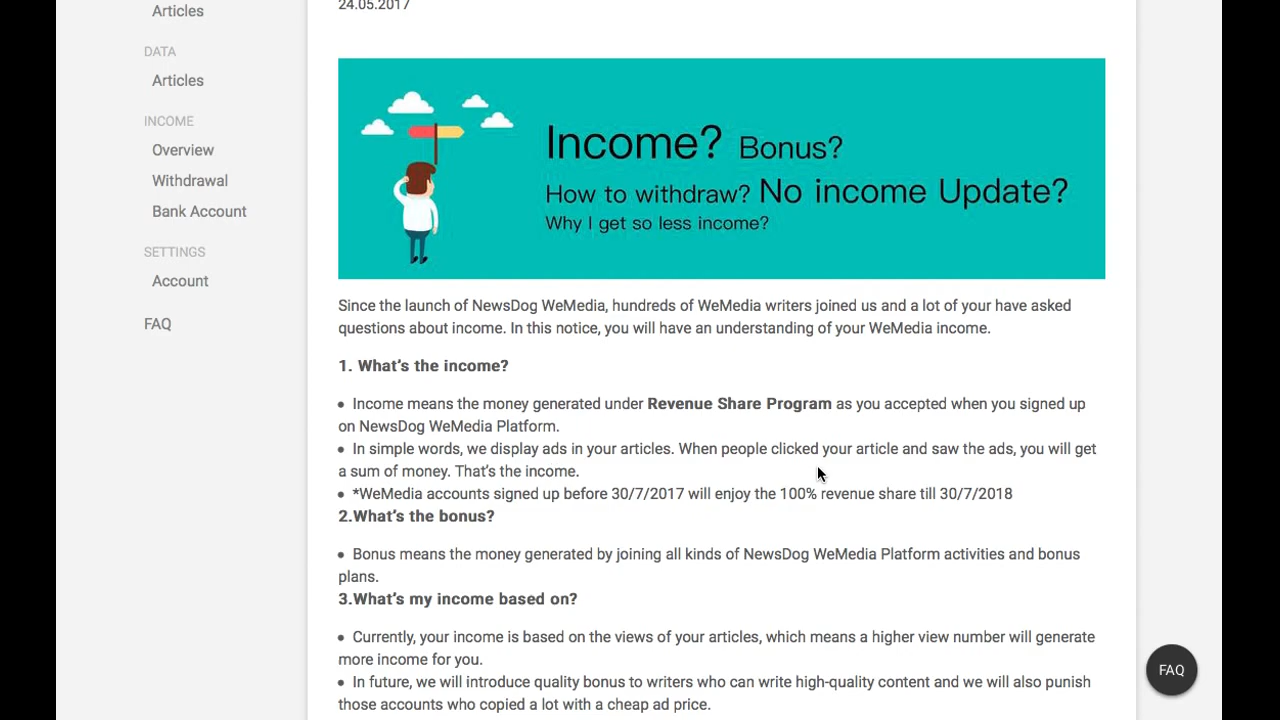 Articles
DATA
Articles
INCOME
Overview
Withdrawal
Bank Account
SETTINGS
Account
FAQ
24.05.2017
Income? Bonus?
How to withdraw? No income Update?
Why I get so less income?
Since the launch of NewsDog WeMedia, hundreds of WeMedia writers joined us and a lot of your have asked
questions about income. In this notice, you will have an understanding of your WeMedia income.
1. What's the income?
• Income means the money generated under Revenue Share Program as you accepted when you signed up
on NewsDog WeMedia Platform.
• In simple words, we display ads in your articles. When people clicked your article and saw the ads, you will get
a sum of money. That's the income.
• *WeMedia accounts signed up before 30/7/2017 will enjoy the 100% revenue share till 30/7/2018
2.What's the bonus?
• Bonus means the money generated by joining all kinds of NewsDog WeMedia Platform activities and bonus
plans.
3.What's my income based on?
• Currently, your income is based on the views of your articles, which means a higher view number will generate
more income for you.
• In future, we will introduce quality bonus to writers who can write high-quality content and we will also punish
those accounts who copied a lot with a cheap ad price.
FAQ